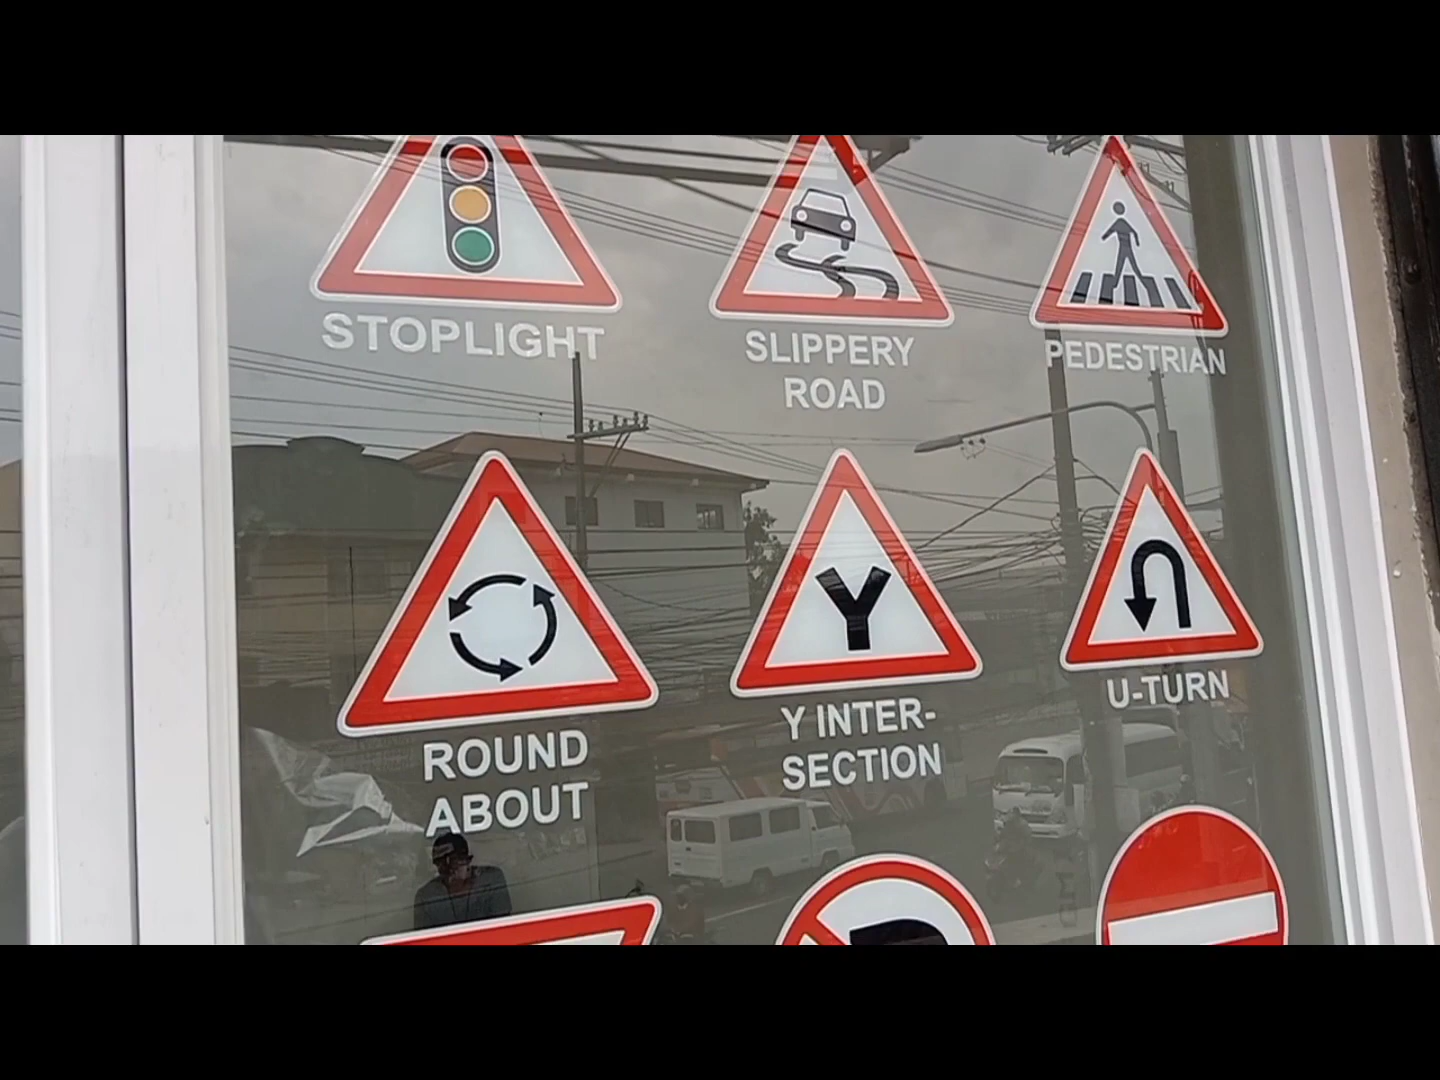 STOPLIGHT
SLIPPERY
ROAD
PEDESTRIAN
ROUND
ABOUT
Y INTER-
SECTION
U-TURN